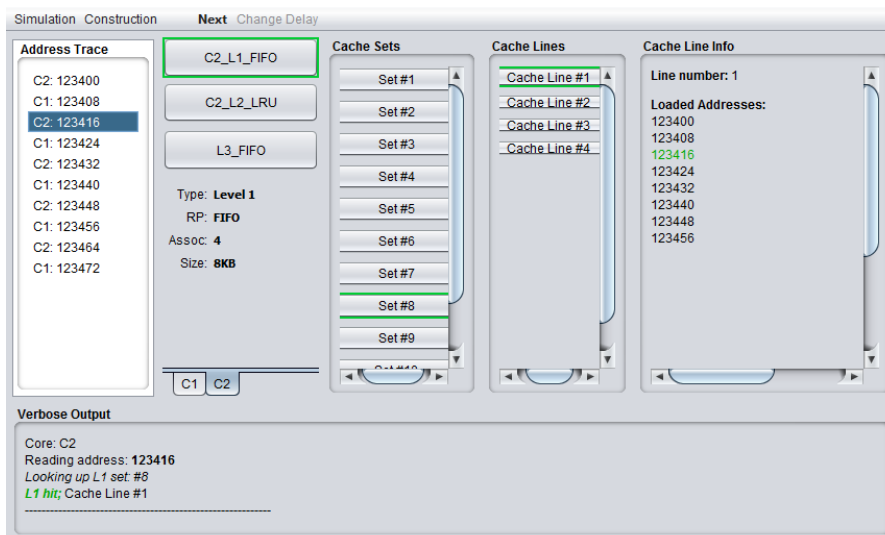 Simulation Construction Next Change Delay
Address Trace
C2: 123400
C1: 123408
C2: 123416
C1: 123424
C2: 123432
C1: 123440
C2: 123448
C1: 123456
C2: 123464
C1: 123472
C2_L1_FIFO
C2_L2_LRU
L3_FIFO
Type: Level 1
RP: FIFO
Assoc: 4
Size: 8KB
C1 C2
Cache Sets
Set #1
Set #2
Set #3
Set #4
Set #5
Set #6
Set #7
Set #8
Set #9
Set #10
Cache Lines
Cache Line #1
Cache Line #2
Cache Line #3
Cache Line #4
Cache Line Info
Line number: 1
Loaded Addresses:
123400
123408
123416
123424
123432
123440
123448
123456
Verbose Output
Core: C2
Reading address: 123416
Looking up L1 set: #8
L1 hit; Cache Line #1